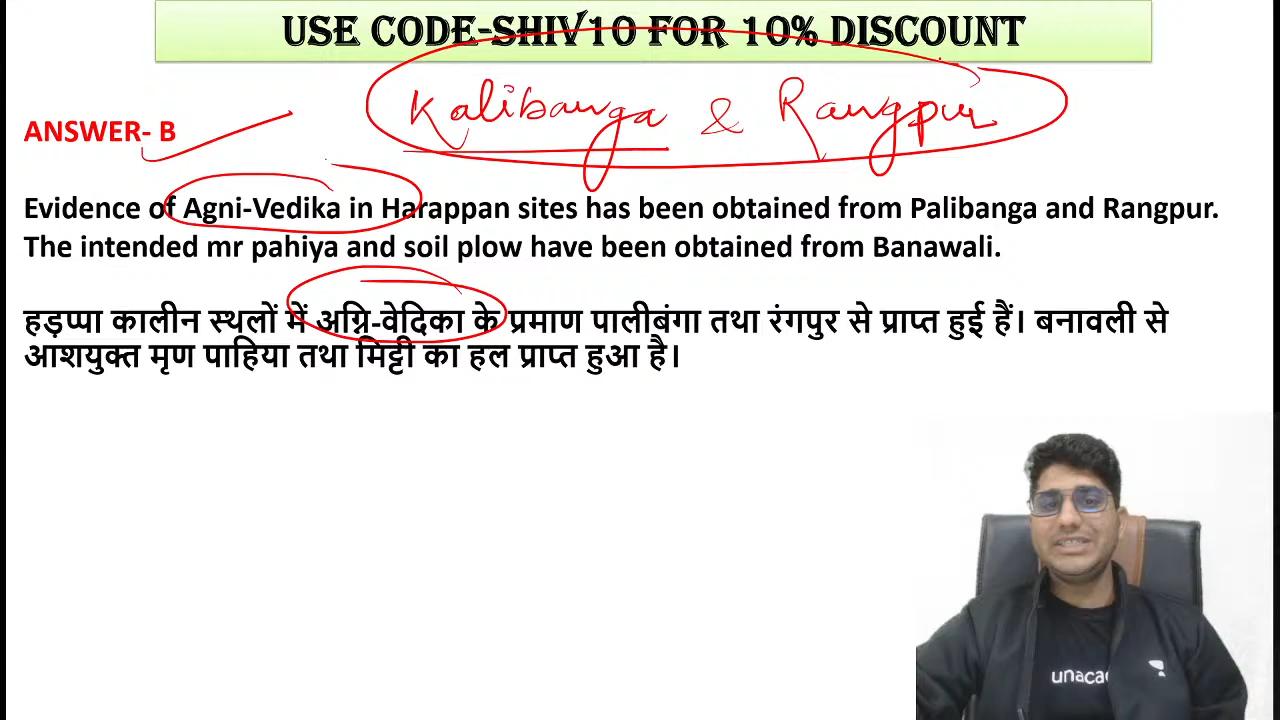 USE CODE-SHIV10 FOR 10% DISCOUNT
Kalibanga & Rangpur
ANSWER- B
Evidence of Agni-Vedika in Harappan sites has been obtained from Palibanga and Rangpur.
The intended mr pahiya and soil plow have been obtained from Banawali.
हड़प्पा कालीन स्थलों में अग्नि-वेदिका के प्रमाण पालीबंगा तथा रंगपुर से प्राप्त हुई हैं। बनावली से
आशयुक्त मृण पाहिया तथा मिट्टी का हल प्राप्त हुआ है।
unaca